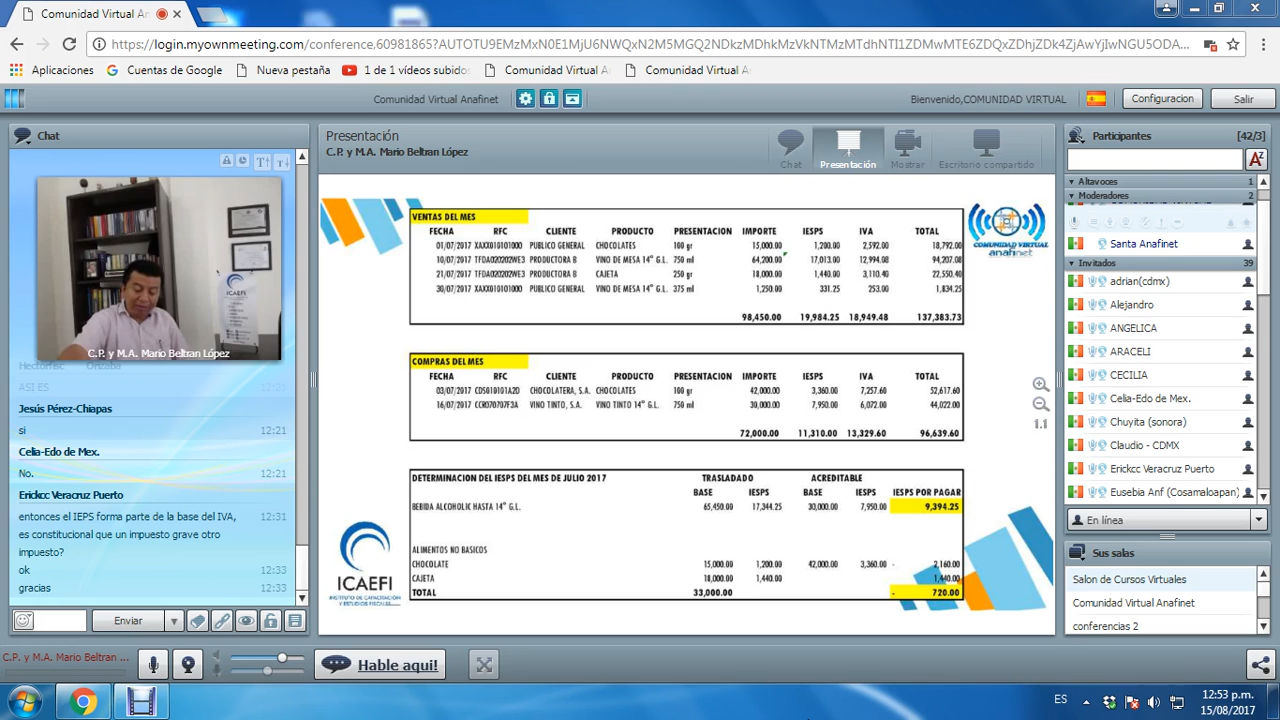 Comunidad Virtual An
https://login.myownmeeting.com/conference,60981865?AUTOTU9EMzMxN0E1MjU6NWQxN2M5MGQ2NDkzMDhkMzVkNTMzMTdhNTI1ZDMwMTE6ZDQxZDhjZDk4ZjAwYjIwNGU5ODA...
Aplicaciones
Cuentas de Google
Nueva pestaña
1 de 1 vídeos subidos
Comunidad Virtual A
Comunidad Virtual A
Comunidad Virtual Anafinet
Bienvenido,COMUNIDAD VIRTUAL
Configuracion
Salir
Chat
C.P. y M.A. Mario Beltran López
ICAEFI
Orizaba
ASI ES 12:21
Jesús Pérez-Chiapas
si 12:21
Celia-Edo de Mex.
No. 12:21
Erickcc Veracruz Puerto
entonces el IEPS forma parte de la base del IVA, 12:31
es constitucional que un impuesto grave otro
impuesto?
ok 12:33
gracias 12:33
Enviar
Presentación
C.P. y M.A. Mario Beltran López
Chat
Presentación
Mostrar
Escritorio compartido
VENTAS DEL MES
FECHA RFC CLIENTE PRODUCTO PRESENTACION IMPORTE IESPS IVA TOTAL
01/07/2017 XAXX010101000 PUBLICO GENERAL CHOCOLATES 100 gr 15,000.00 1,200.00 2,592.00 18,792.00
10/07/2017 TFDA020202WE3 PRODUCTORA B VINO DE MESA 14° G.L. 750 ml 64,200.00 17,013.00 12,994.08 94,207.08
21/07/2017 TFDA020202WE3 PRODUCTORA B CAJETA 250 gr 18,000.00 1,440.00 3,110.40 22,550.40
30/07/2017 XAXX010101000 PUBLICO GENERAL VINO DE MESA 14° G.L. 375 ml 1,250.00 331.25 253.00 1,834.25
98,450.00 19,984.25 18,949.48 137,383.73
COMUNIDAD VIRTUAL
anafinet
COMPRAS DEL MES
FECHA RFC CLIENTE PRODUCTO PRESENTACION IMPORTE IESPS IVA TOTAL
03/07/2017 CDS010101A2D CHOCOLATERA, S.A. CHOCOLATES 100 gr 42,000.00 3,360.00 7,257.60 52,617.60
16/07/2017 CCRO70707F3A VINO TINTO, S.A. VINO TINTO 14° G.L. 750 ml 30,000.00 7,950.00 6,072.00 44,022.00
72,000.00 11,310.00 13,329.60 96,639.60
1.1
DETERMINACION DEL IESPS DEL MES DE JULIO 2017 TRASLADADO ACREDITABLE
BASE IESPS BASE IESPS IESPS POR PAGAR
BEBIDA ALCOHOLIC HASTA 14° G.L. 65,450.00 17,344.25 30,000.00 7,950.00 9,394.25
ALIMENTOS NO BASICOS
CHOCOLATE 15,000.00 1,200.00 42,000.00 3,360.00 - 2,160.00
CAJETA 18,000.00 1,440.00 1,440.00
TOTAL 33,000.00 - 720.00
ICAEFI
INSTITUTO DE CAPACITACIÓN
Y ESTUDIOS FISCALES
Participantes [42/3]
Altavoces 1
Moderadores 2
Santa Anafinet
Invitados 39
adrian(cdmx)
Alejandro
ANGELICA
ARACELI
CECILIA
Celia-Edo de Mex.
Chuyita (sonora)
Claudio - CDMX
Erickcc Veracruz Puerto
Eusebia Anf (Cosamaloapan)
En línea
Sus salas
Salon de Cursos Virtuales
Comunidad Virtual Anafinet
conferencias 2
C.P. y M.A. Mario Beltran ...
Hable aqui!
ES
12:53 p.m.
15/08/2017